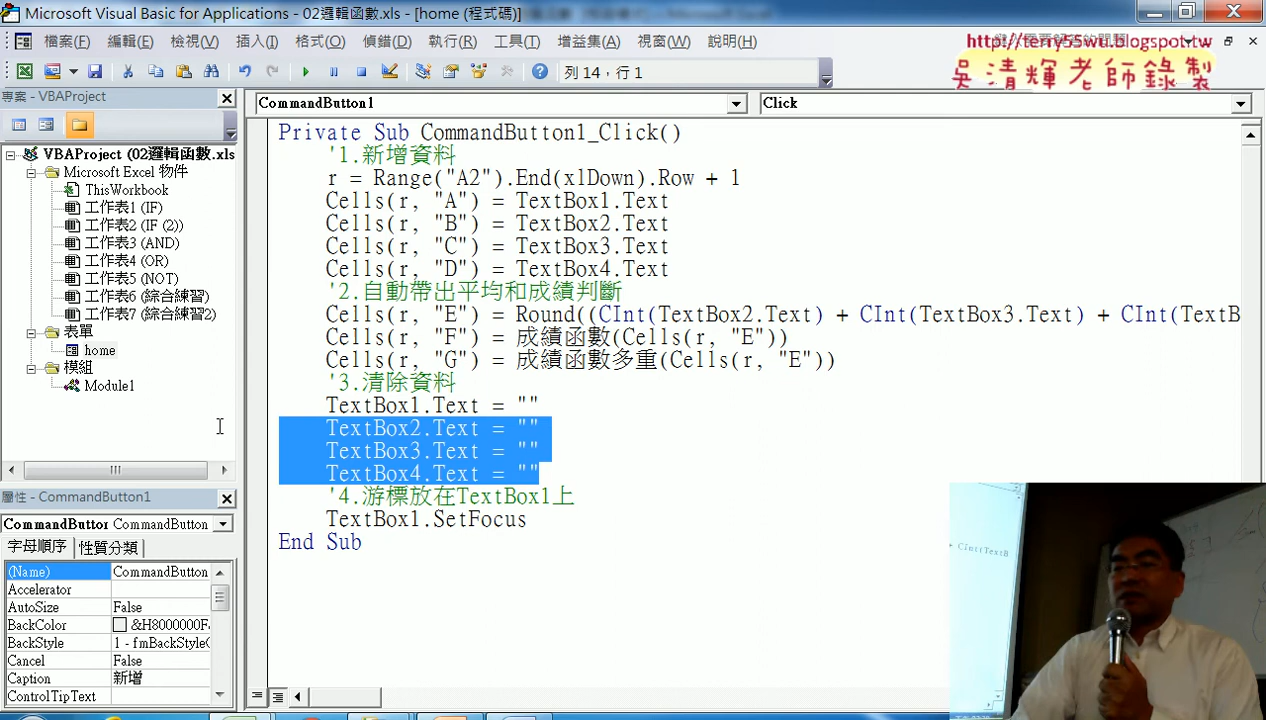 Microsoft Visual Basic for Applications - 02邏輯函數.xls - [home (程式碼)]
檔案(F) 編輯(E) 檢視(V) 插入(I) 格式(O) 偵錯(D) 執行(R) 工具(T) 增益集(A) 視窗(W) 說明(H)
http://terry55wu.blogspot.tw
吳清輝老師錄製
列 14，行 1
專案 - VBAProject
CommandButton1
Click
VBAProject (02邏輯函數.xls
Microsoft Excel 物件
ThisWorkbook
工作表1 (IF)
工作表2 (IF (2))
工作表3 (AND)
工作表4 (OR)
工作表5 (NOT)
工作表6 (綜合練習)
工作表7 (綜合練習2)
表單
home
模組
Module1
Private Sub CommandButton1_Click()
'1.新增資料
r = Range("A2").End(xlDown).Row + 1
Cells(r, "A") = TextBox1.Text
Cells(r, "B") = TextBox2.Text
Cells(r, "C") = TextBox3.Text
Cells(r, "D") = TextBox4.Text
'2.自動帶出平均和成績判斷
Cells(r, "E") = Round((CInt(TextBox2.Text) + CInt(TextBox3.Text) + CInt(TextB
Cells(r, "F") = 成績函數(Cells(r, "E"))
Cells(r, "G") = 成績函數多重(Cells(r, "E"))
'3.清除資料
TextBox1.Text = ""
TextBox2.Text = ""
TextBox3.Text = ""
TextBox4.Text = ""
'4.游標放在TextBox1上
TextBox1.SetFocus
End Sub
屬性 - CommandButton1
CommandButtor CommandButton
字母順序 性質分類
(Name) CommandButton
Accelerator
AutoSize False
BackColor &H8000000F
BackStyle 1 - fmBackStyleO
Cancel False
Caption 新增
ControlTipText
CInt(TextB